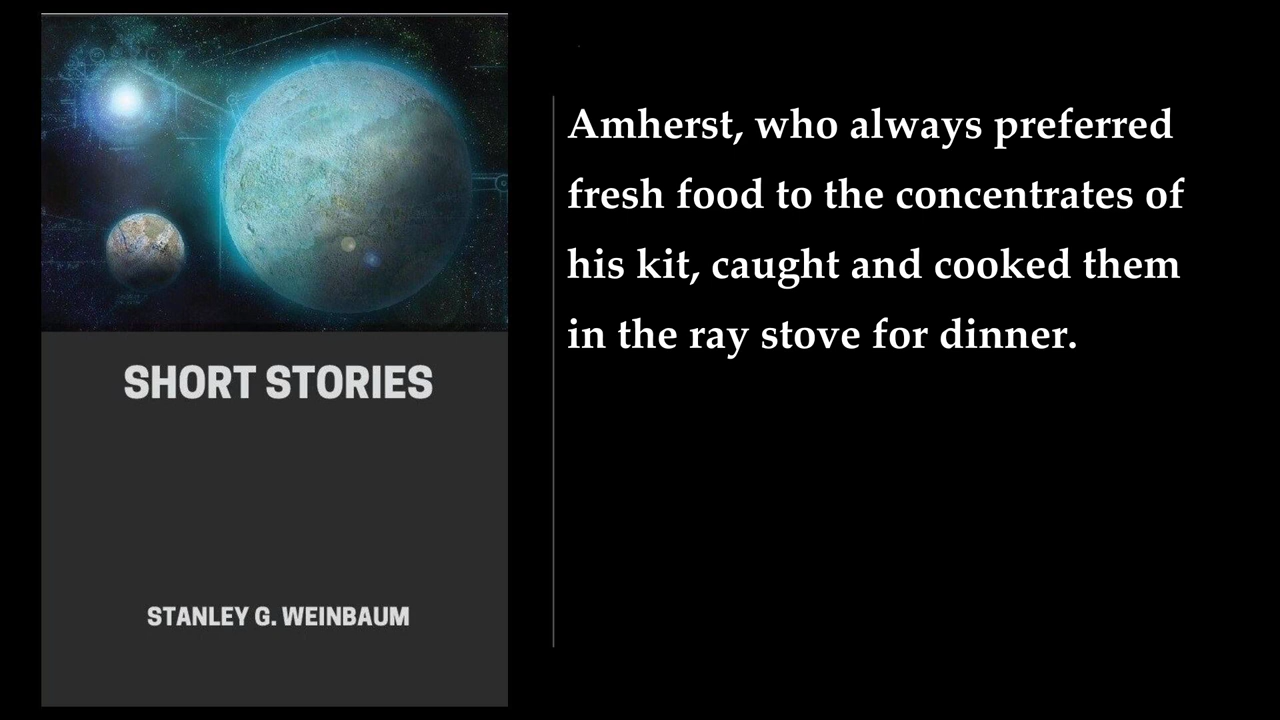 SHORT STORIES
STANLEY G. WEINBAUM
Amherst, who always preferred
fresh food to the concentrates of
his kit, caught and cooked them
in the ray stove for dinner.